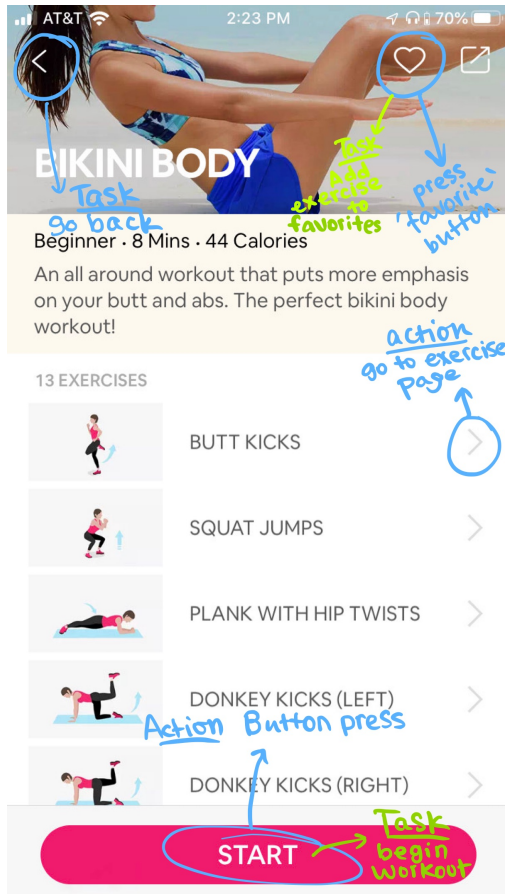 AT&T 2:23 PM 70%
BIKINI BODY
Task
go back
Task
Add
exercise
to
favorites
press
'favorite'
button
Beginner · 8 Mins · 44 Calories
An all around workout that puts more emphasis
on your butt and abs. The perfect bikini body
workout!
action
go to exercise
page
13 EXERCISES
BUTT KICKS
SQUAT JUMPS
PLANK WITH HIP TWISTS
DONKEY KICKS (LEFT)
Action Button press
DONKEY KICKS (RIGHT)
START
Task
begin
workout